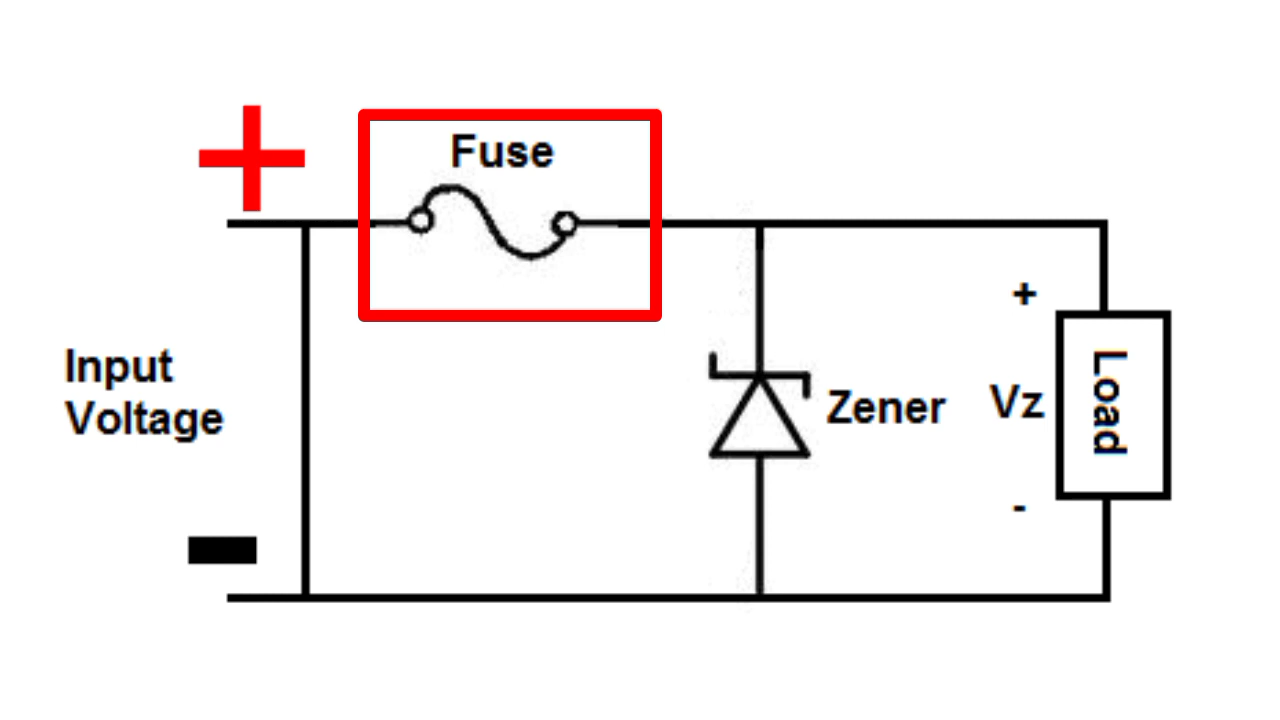 +
Fuse
Input
Voltage
Zener
+
Vz
-
Load
-